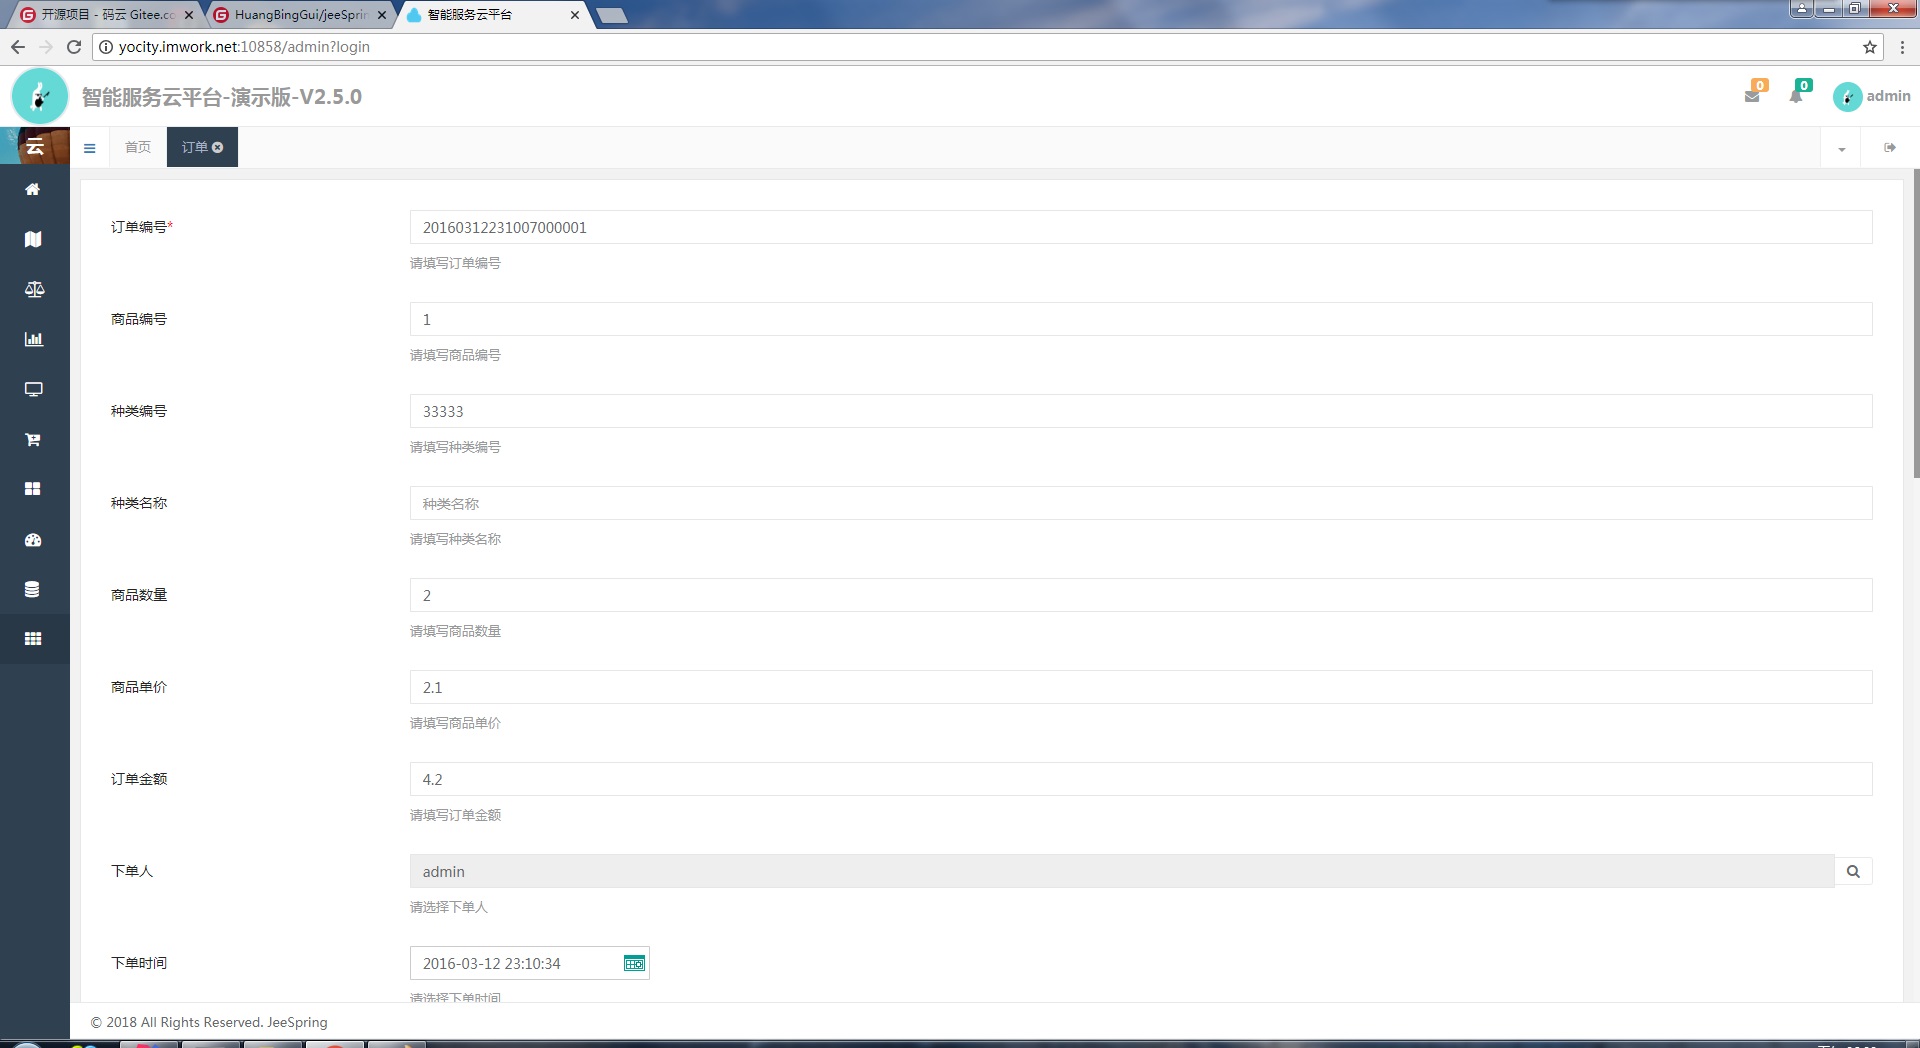 开源项目 - 码云 Gitee.co
HuangBingGui/jeeSprin
智能服务云平台
yocity.imwork.net:10858/admin?login
智能服务云平台-演示版-V2.5.0
0
0
admin
云
首页
订单
订单编号*
20160312231007000001
请填写订单编号
商品编号
1
请填写商品编号
种类编号
33333
请填写种类编号
种类名称
种类名称
请填写种类名称
商品数量
2
请填写商品数量
商品单价
2.1
请填写商品单价
订单金额
4.2
请填写订单金额
下单人
admin
请选择下单人
下单时间
2016-03-12 23:10:34
请选择下单时间
© 2018 All Rights Reserved. JeeSpring